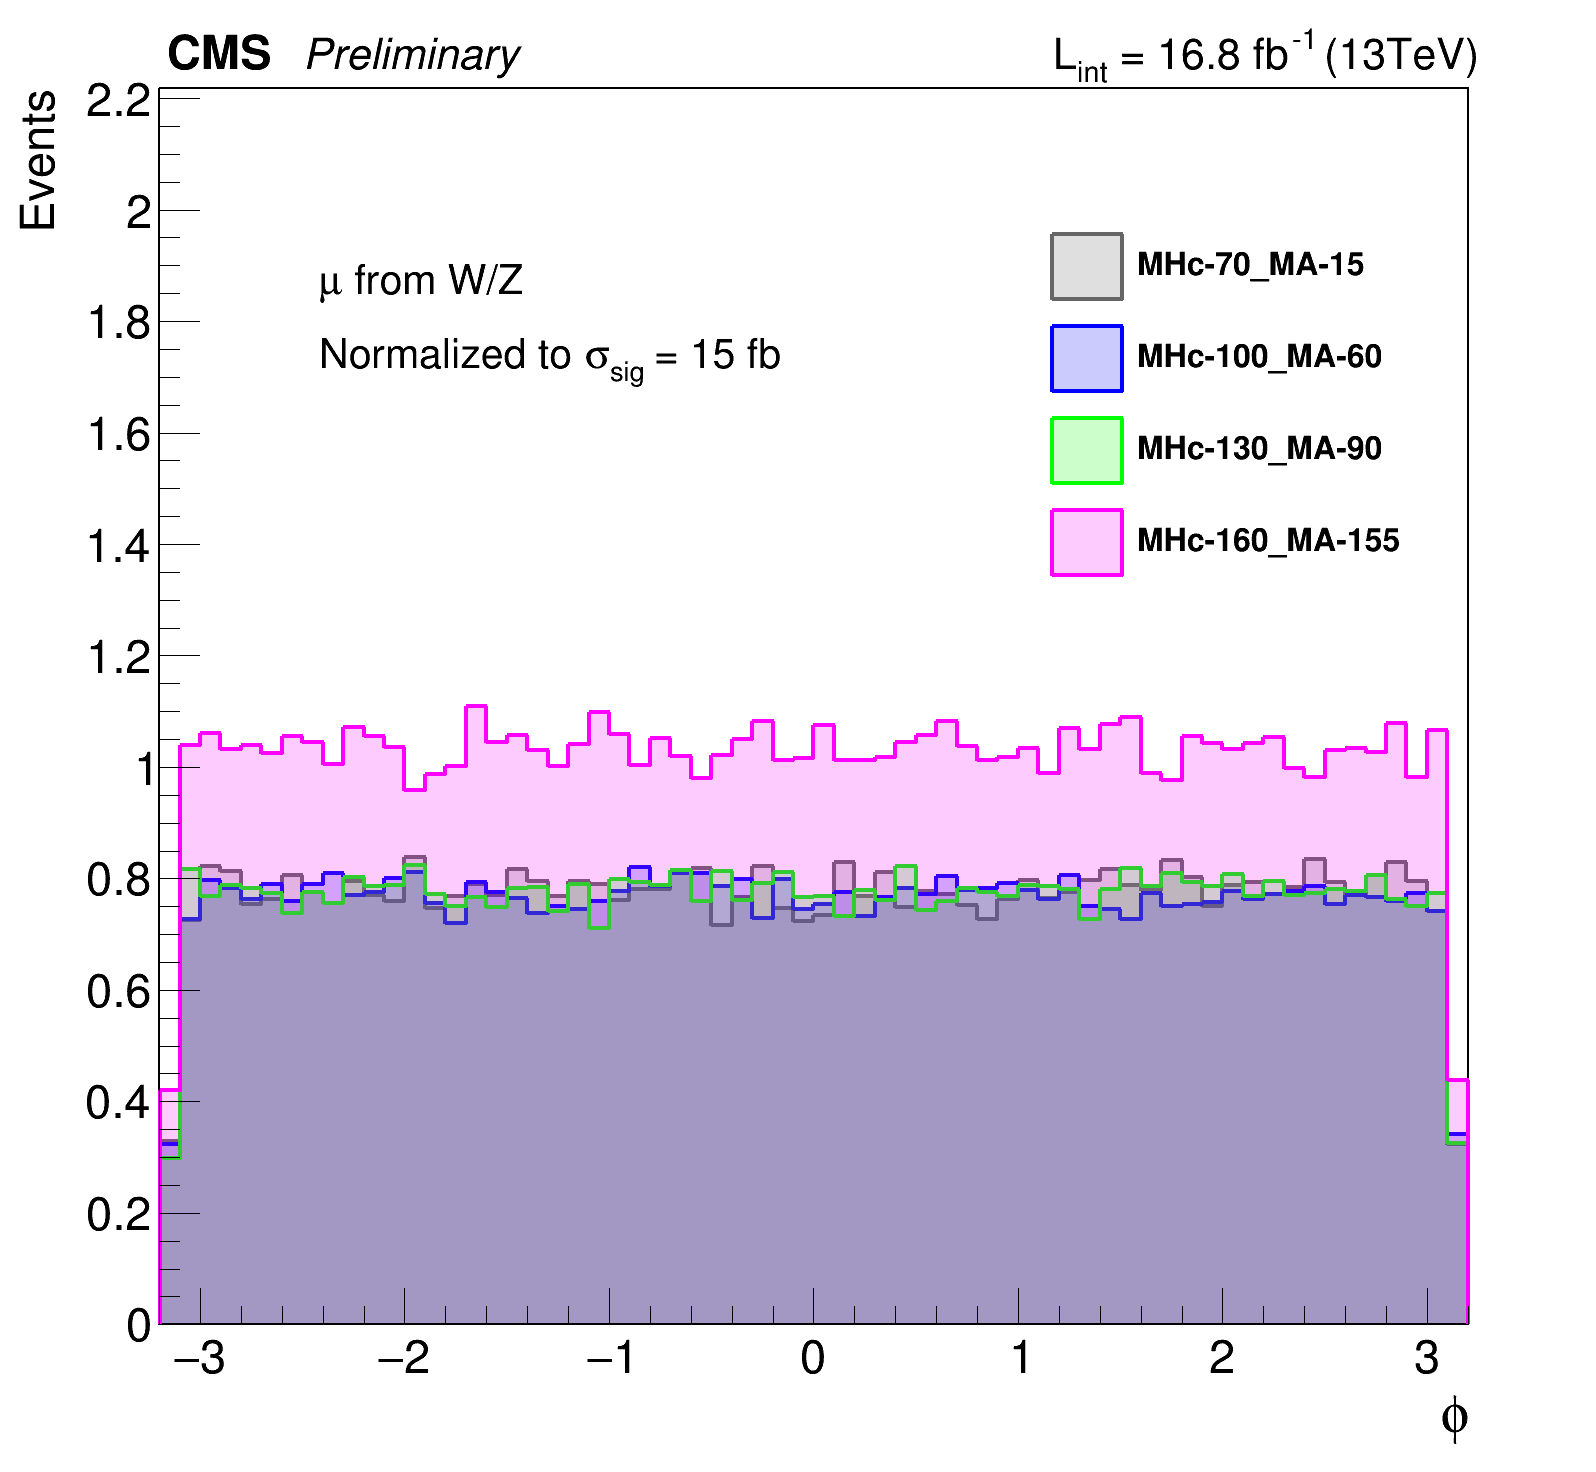 CMS Preliminary L_int = 16.8 fb^-1 (13TeV)
Events
2.2
2
1.8
1.6
1.4
1.2
1
0.8
0.6
0.4
0.2
0
μ from W/Z
Normalized to σ_sig = 15 fb
MHc-70_MA-15
MHc-100_MA-60
MHc-130_MA-90
MHc-160_MA-155
−3 −2 −1 0 1 2 3
ϕ